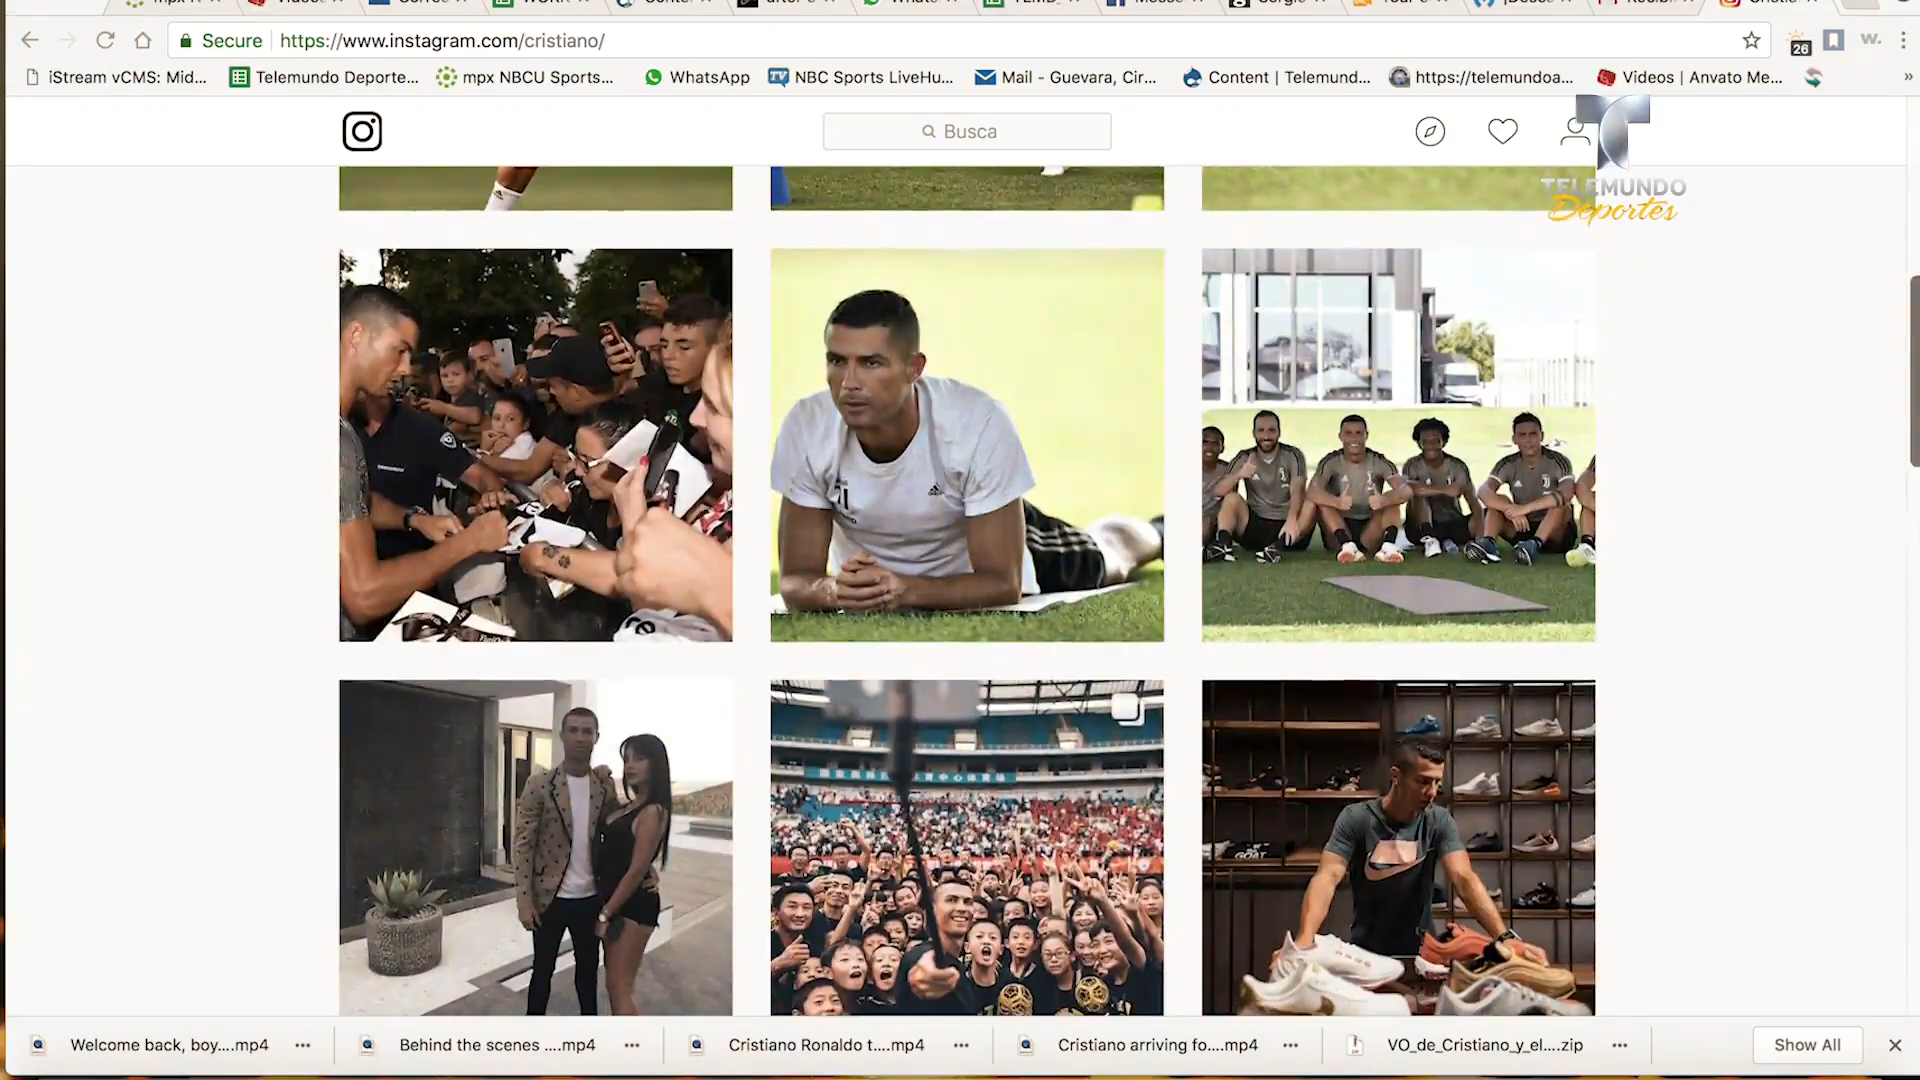 Secure https://www.instagram.com/cristiano/
26
w.
iStream vCMS: Mid...
Telemundo Deporte...
mpx NBCU Sports...
WhatsApp
NBC Sports LiveHu...
Mail - Guevara, Cir...
Content | Telemund...
https://telemundoa...
Videos | Anvato Me...
»
Busca
TELEMUNDO
Deportes
Welcome back, boy....mp4
Behind the scenes ....mp4
Cristiano Ronaldo t....mp4
Cristiano arriving fo....mp4
VO_de_Cristiano_y_el....zip
Show All